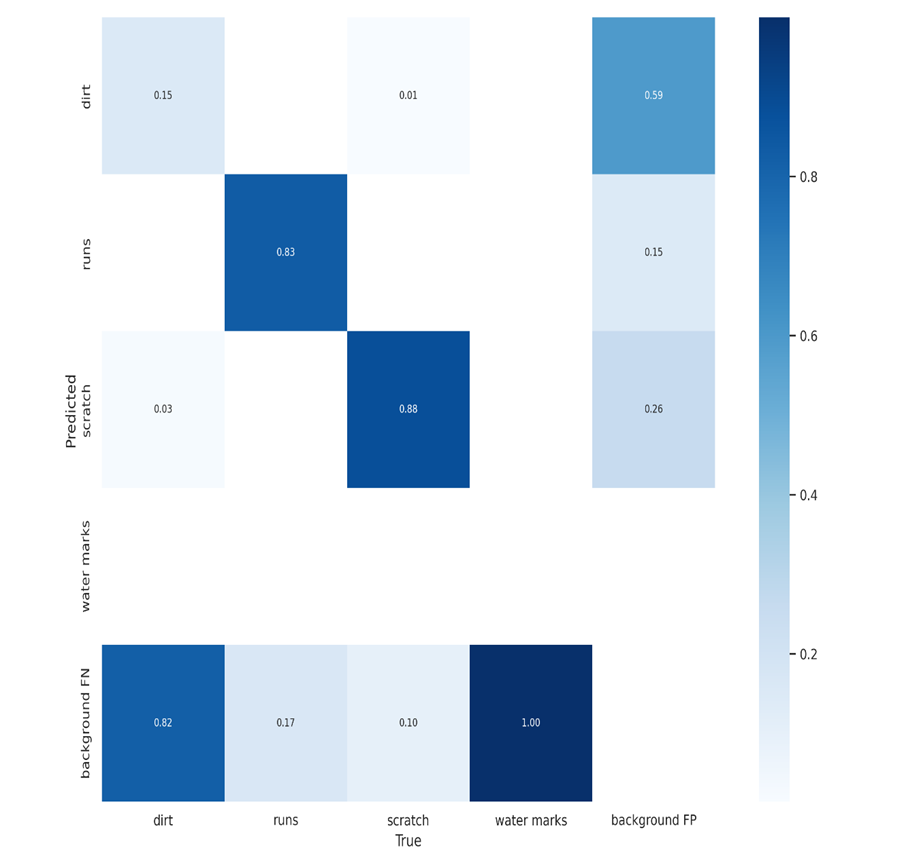 dirt
0.15
0.01
0.59
0.8
runs
0.83
0.15
0.6
Predicted
scratch
0.03
0.88
0.26
0.4
water marks
0.2
background FN
0.82
0.17
0.10
1.00
dirt
runs
scratch
water marks
background FP
True